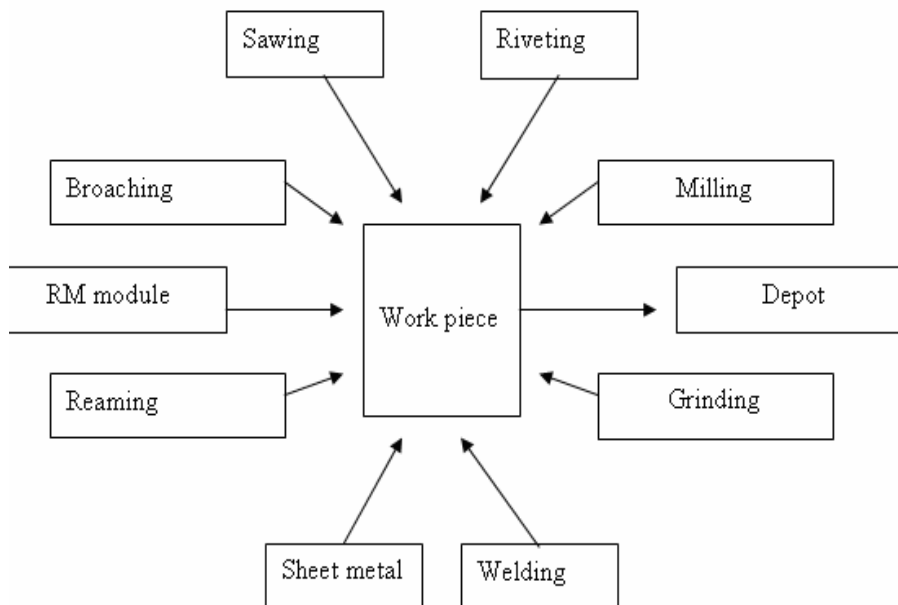 Sawing
Riveting
Broaching
Milling
RM module
Work piece
Depot
Reaming
Grinding
Sheet metal
Welding